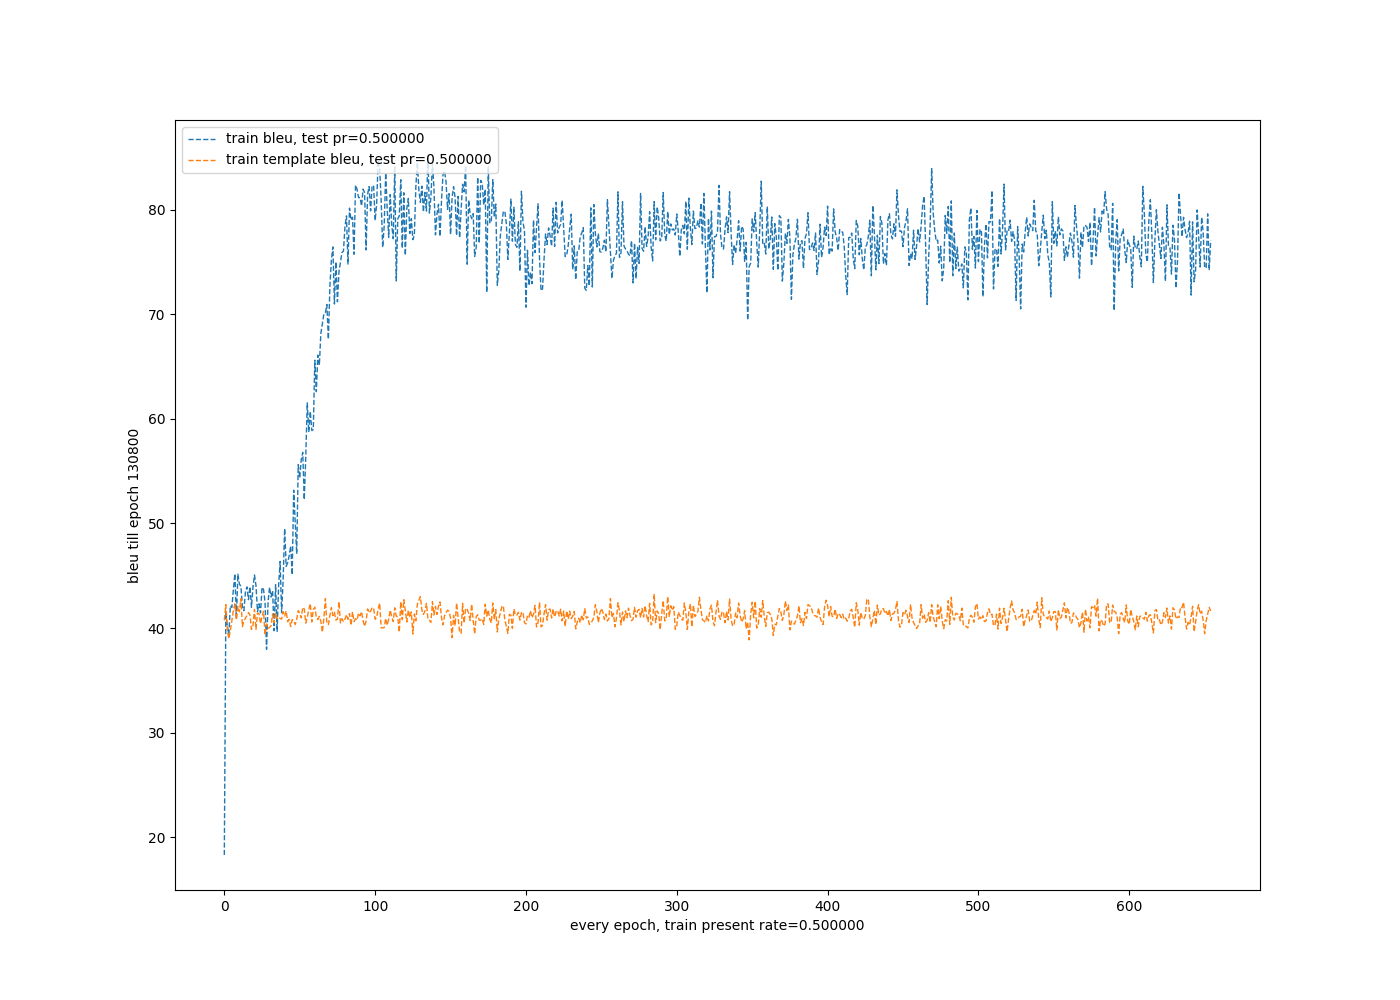 train bleu, test pr=0.500000
train template bleu, test pr=0.500000
80
70
60
50
40
30
20
bleu till epoch 130800
0 100 200 300 400 500 600
every epoch, train present rate=0.500000